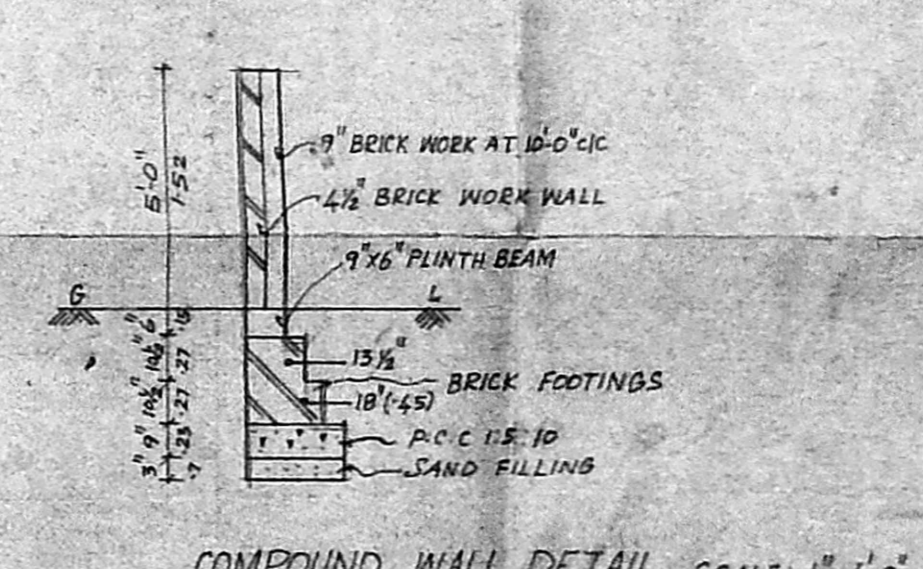 9" BRICK WORK AT 10'-0" C/C
5'-0"
1·52
4½" BRICK WORK WALL
9"X6" PLINTH BEAM
G L
6" ·15
10½" ·27
13½"
BRICK FOOTINGS
10½" ·27
18"(·45)
9" ·23
P.C.C 1:5:10
3" ·7
SAND FILLING
COMPOUND WALL DETAIL